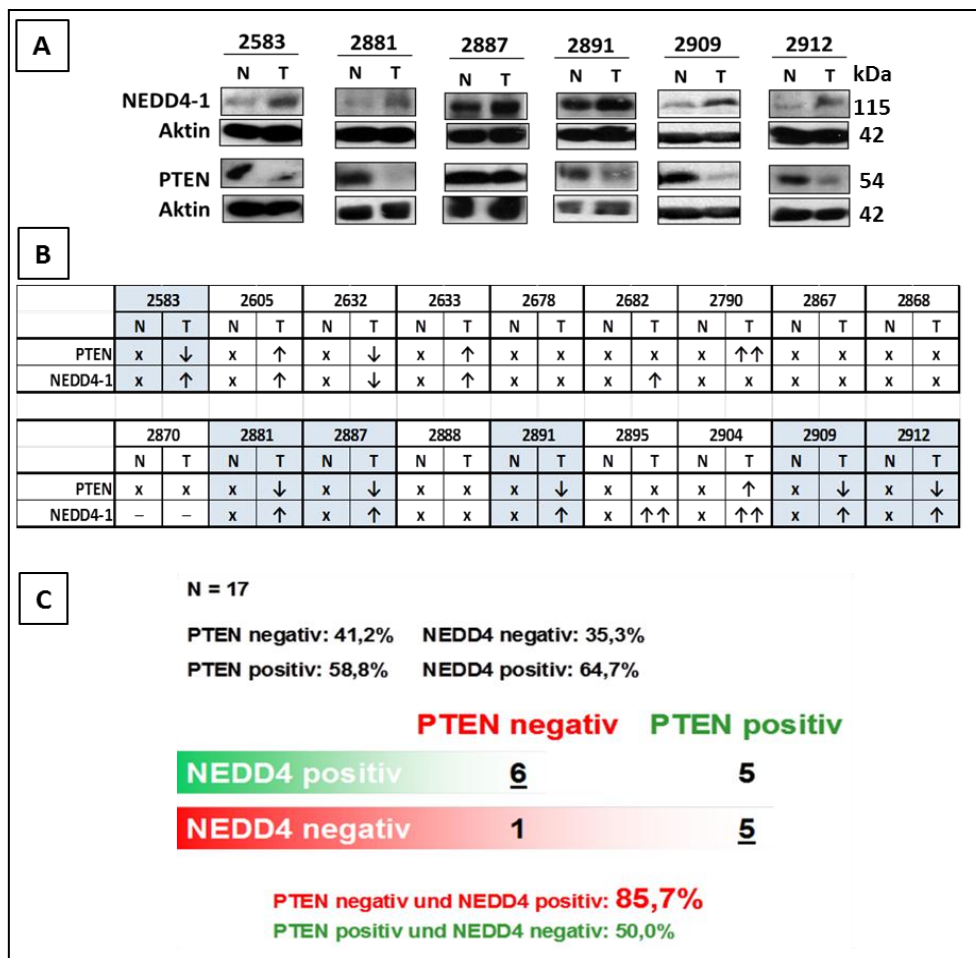 A
2583 2881 2887 2891 2909 2912
N T N T N T N T N T N T kDa
NEDD4-1 115
Aktin 42
PTEN 54
Aktin 42
B
2583 2605 2632 2633 2678 2682 2790 2867 2868
N T N T N T N T N T N T N T N T N T
PTEN x ↓ x ↑ x ↓ x ↑ x x x x x ↑↑ x x x x
NEDD4-1 x ↑ x ↑ x ↓ x ↑ x x x ↑ x x x x x x
2870 2881 2887 2888 2891 2895 2904 2909 2912
N T N T N T N T N T N T N T N T N T
PTEN x x x ↓ x ↓ x x x ↓ x x x ↑ x ↓ x ↓
NEDD4-1 – – x ↑ x ↑ x x x ↑ x ↑↑ x ↑↑ x ↑ x ↑
C
N = 17
PTEN negativ: 41,2% NEDD4 negativ: 35,3%
PTEN positiv: 58,8% NEDD4 positiv: 64,7%
PTEN negativ PTEN positiv
NEDD4 positiv 6 5
NEDD4 negativ 1 5
PTEN negativ und NEDD4 positiv: 85,7%
PTEN positiv und NEDD4 negativ: 50,0%